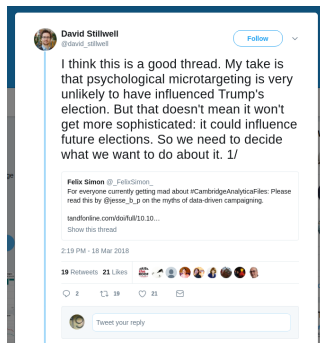 David Stillwell
@david_stillwell
Follow
I think this is a good thread. My take is
that psychological microtargeting is very
unlikely to have influenced Trump's
election. But that doesn't mean it won't
get more sophisticated: it could influence
future elections. So we need to decide
what we want to do about it. 1/
Felix Simon @_FelixSimon_
For everyone currently getting mad about #CambridgeAnalyticaFiles: Please
read this by @jesse_b_p on the myths of data-driven campaigning.
tandfonline.com/doi/full/10.10…
Show this thread
2:19 PM - 18 Mar 2018
19 Retweets 21 Likes
2 19 21
Tweet your reply